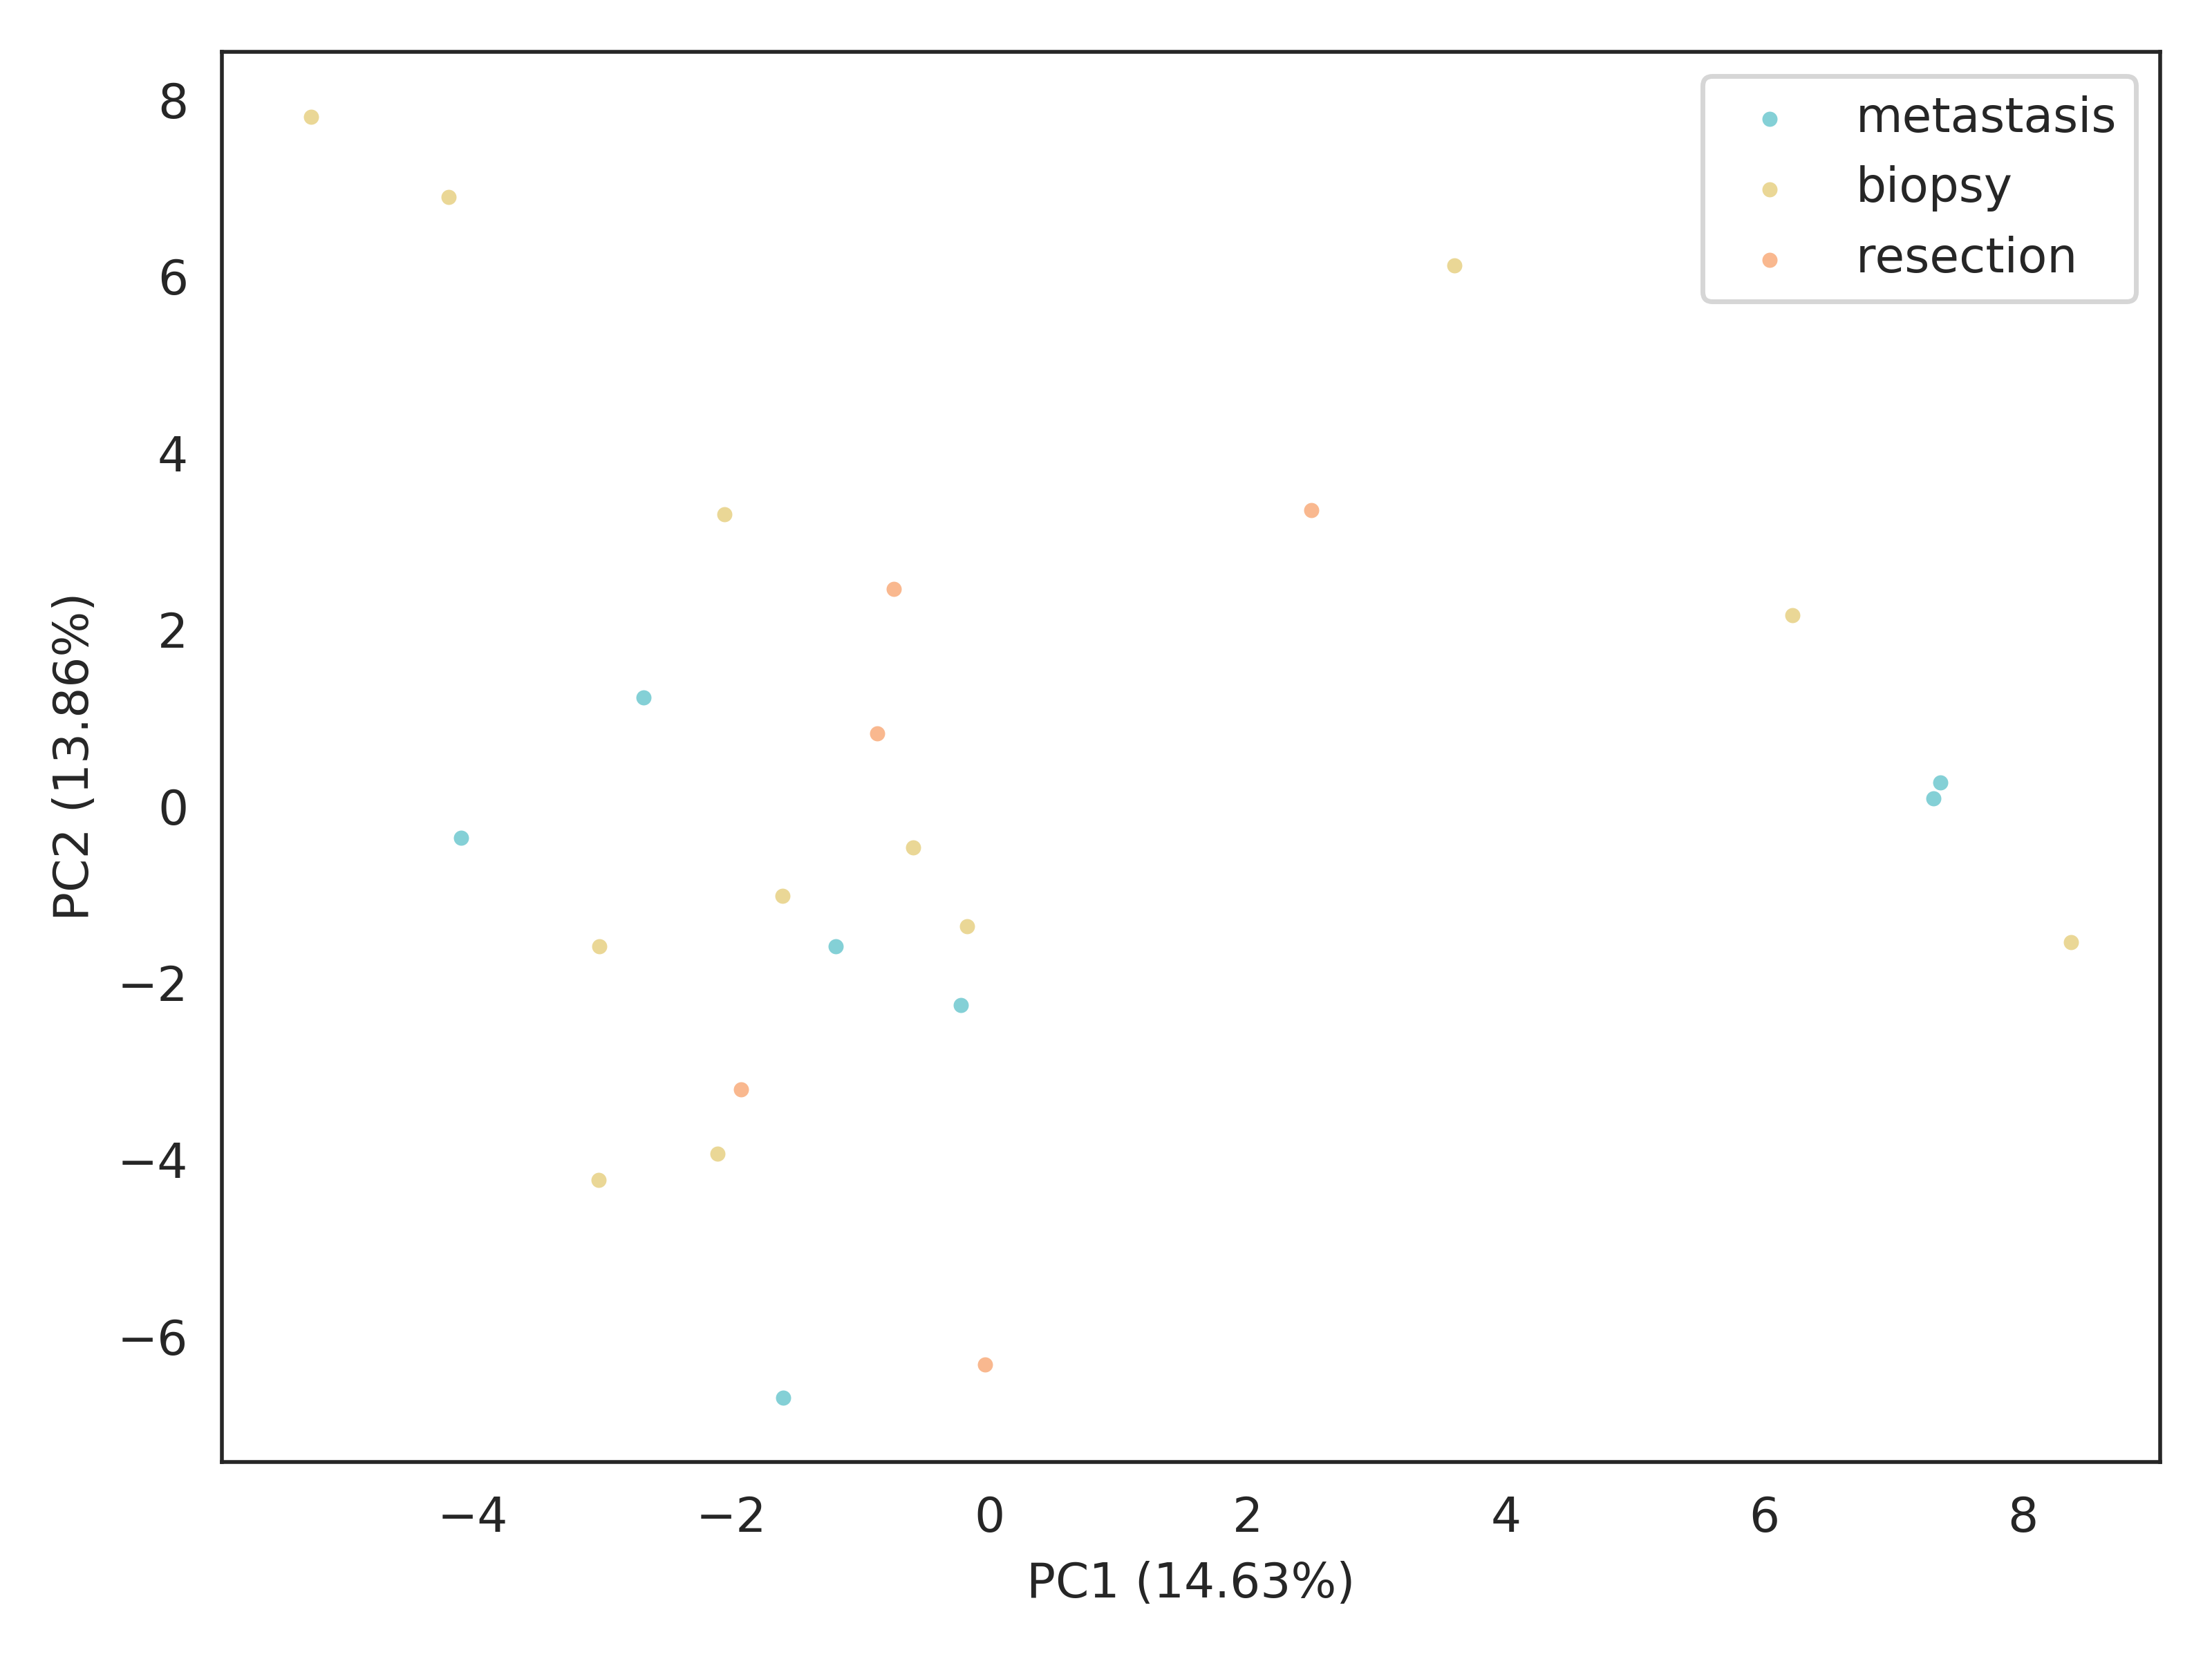 metastasis
biopsy
resection
8
6
4
2
0
−2
−4
−6
PC2 (13.86%)
−4 −2 0 2 4 6 8
PC1 (14.63%)